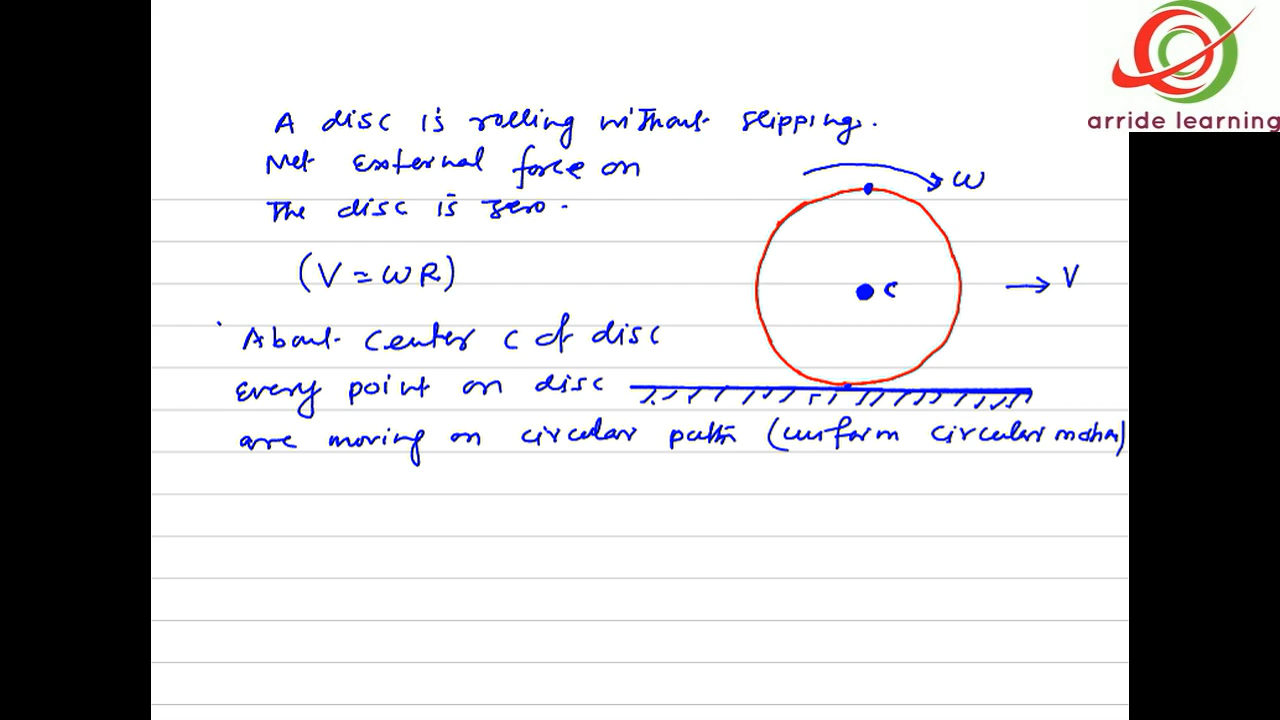 arride learning
A disc is rolling without slipping.
Net external force on
The disc is zero.
ω
(V = ωR)
C
V
About center C of disc
every point on disc
are moving on circular path (uniform circular motion)